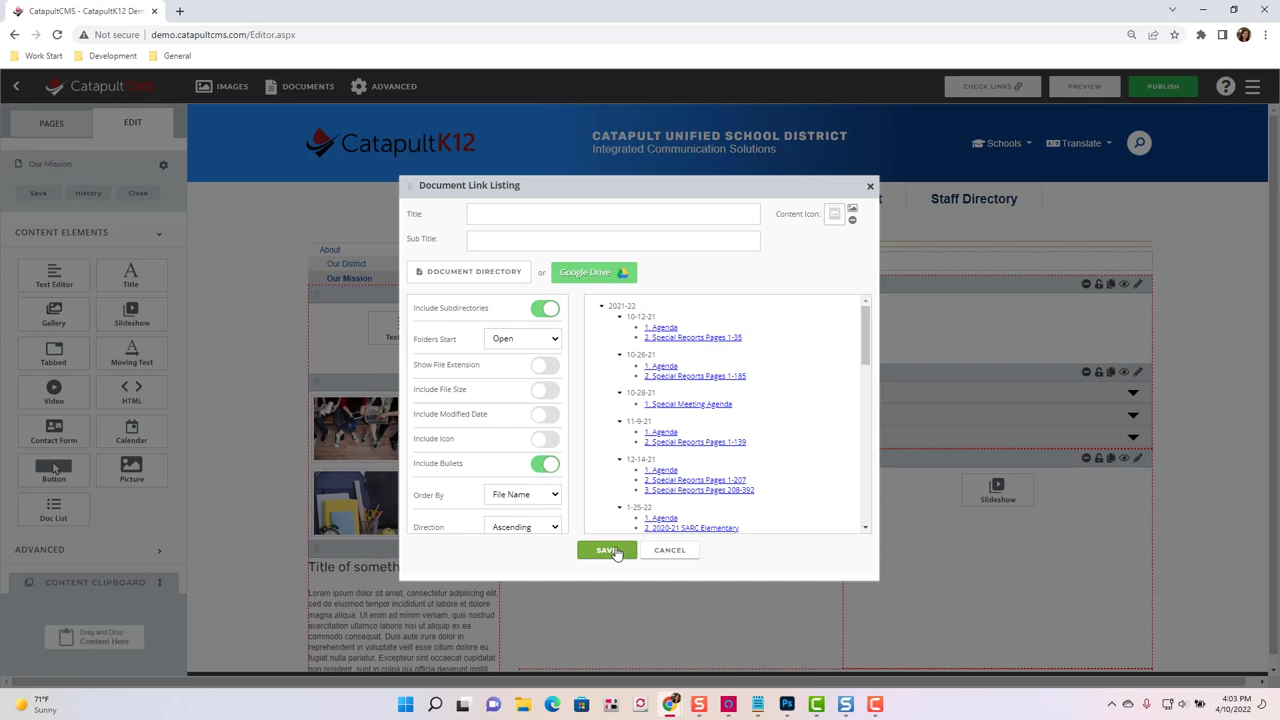 CatapultCMS - CatapultK12 Dem
Not secure demo.catapultcms.com/Editor.aspx
Work Start Development General
CatapultCMS IMAGES DOCUMENTS ADVANCED CHECK LINKS PREVIEW PUBLISH
PAGES EDIT
Our Mission
Save History Close
CONTENT ELEMENTS
Text Editor Title
Gallery Slideshow
Tabbed Moving Text
Video HTML
Contact Form Calendar
Button Picture
Doc List
ADVANCED
CONTENT CLIPBOARD
Drag and Drop
Content Here
CatapultK12
CATAPULT UNIFIED SCHOOL DISTRICT
Integrated Communication Solutions
Schools Translate
Staff Directory
About
Our District
Our Mission
Slideshow
Title of someth
Lorem ipsum dolor sit amet, consectetur adipiscing elit,
sed do eiusmod tempor incididunt ut labore et dolore
magna aliqua. Ut enim ad minim veniam, quis nostrud
exercitation ullamco laboris nisi ut aliquip ex ea
commodo consequat. Duis aute irure dolor in
reprehenderit in voluptate velit esse cillum dolore eu
fugiat nulla pariatur. Excepteur sint occaecat cupidatat
non proident, sunt in culpa qui officia deserunt mollit
Document Link Listing
Title: Content Icon:
Sub Title:
DOCUMENT DIRECTORY or Google Drive
Include Subdirectories
Folders Start Open
Show File Extension
Include File Size
Include Modified Date
Include Icon
Include Bullets
Order By File Name
Direction Ascending
2021-22
10-12-21
1. Agenda
2. Special Reports Pages 1-35
10-26-21
1. Agenda
2. Special Reports Pages 1-185
10-28-21
1. Special Meeting Agenda
11-9-21
1. Agenda
2. Special Reports Pages 1-139
12-14-21
1. Agenda
2. Special Reports Pages 1-207
3. Special Reports Pages 208-392
1-25-22
1. Agenda
2. 2020-21 SARC Elementary
SAVE CANCEL
71°F
Sunny
4:03 PM
4/10/2022